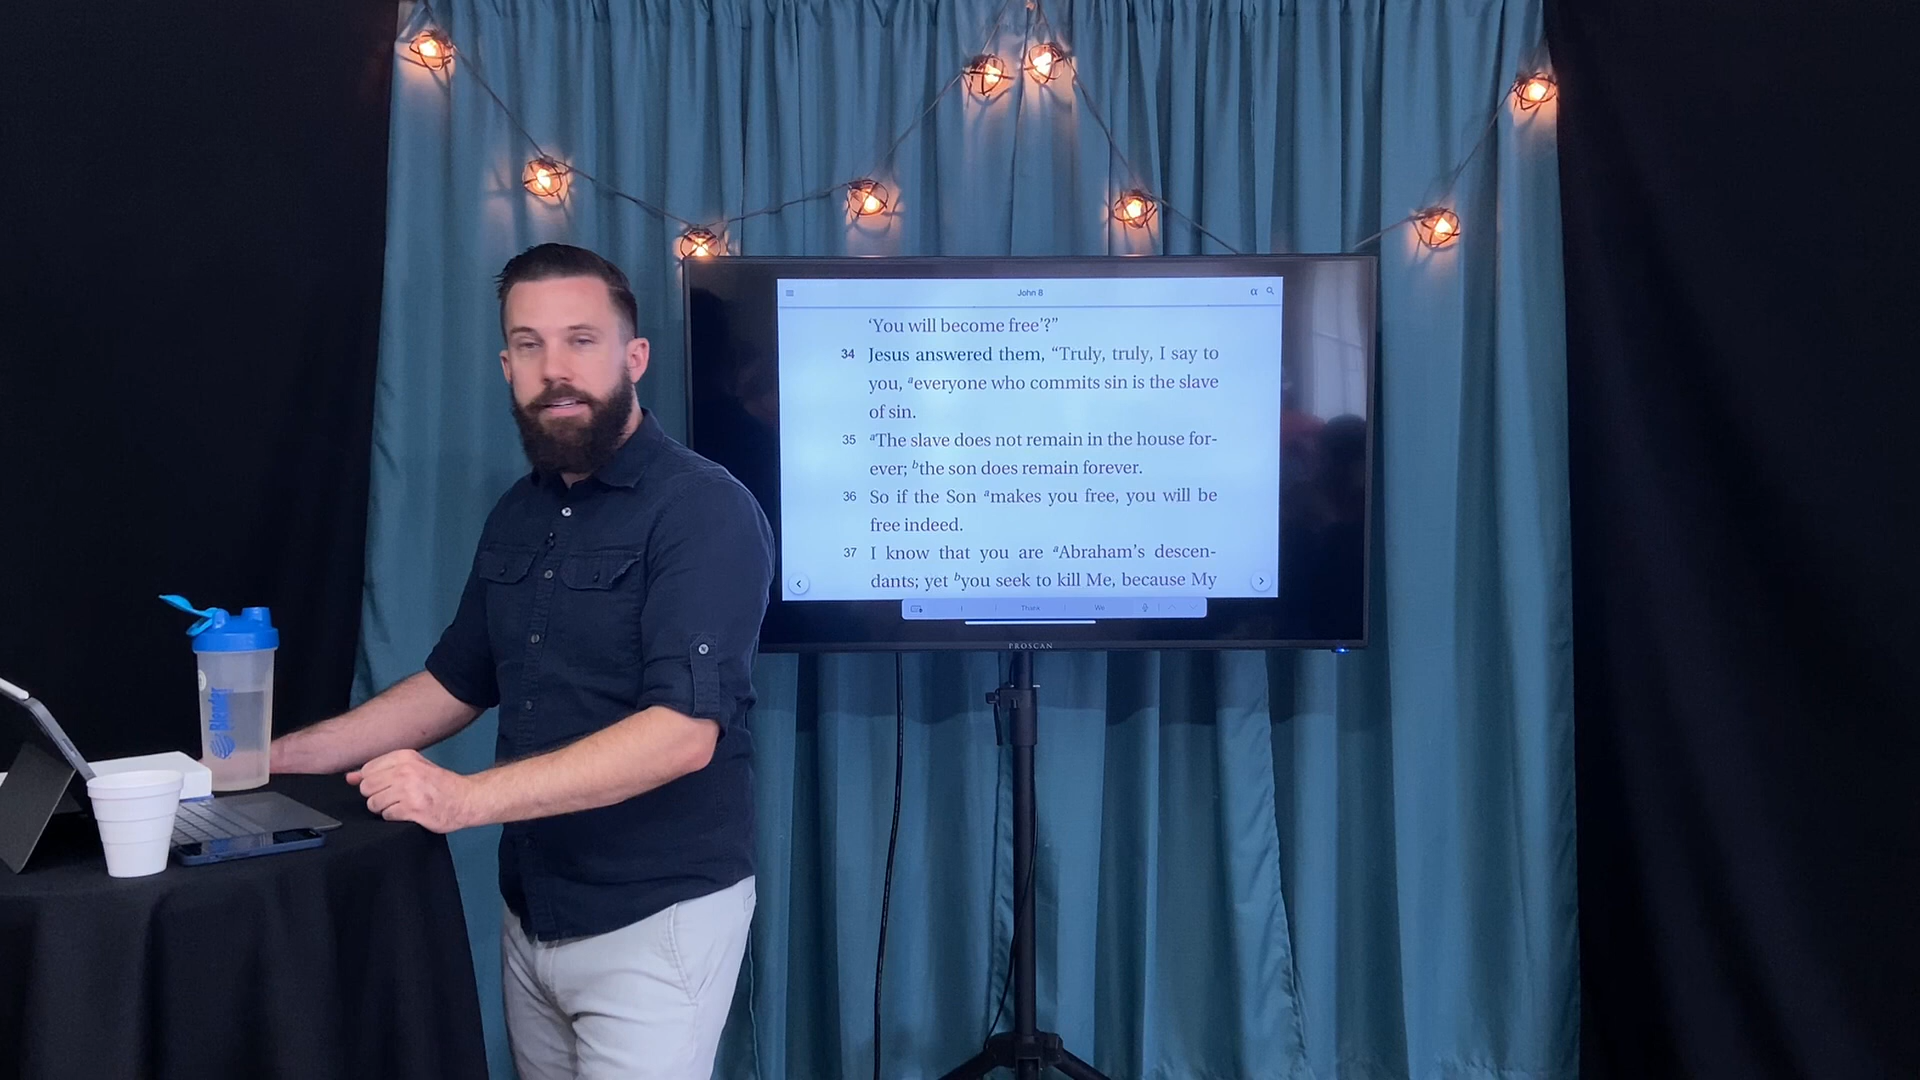 John 8
α
‘You will become free’?”
34 Jesus answered them, “Truly, truly, I say to
you, ᵃeveryone who commits sin is the slave
of sin.
35 ᵃThe slave does not remain in the house for-
ever; ᵇthe son does remain forever.
36 So if the Son ᵃmakes you free, you will be
free indeed.
37 I know that you are ᵃAbraham’s descen-
dants; yet ᵇyou seek to kill Me, because My
I Thank We
PROSCAN
Blender